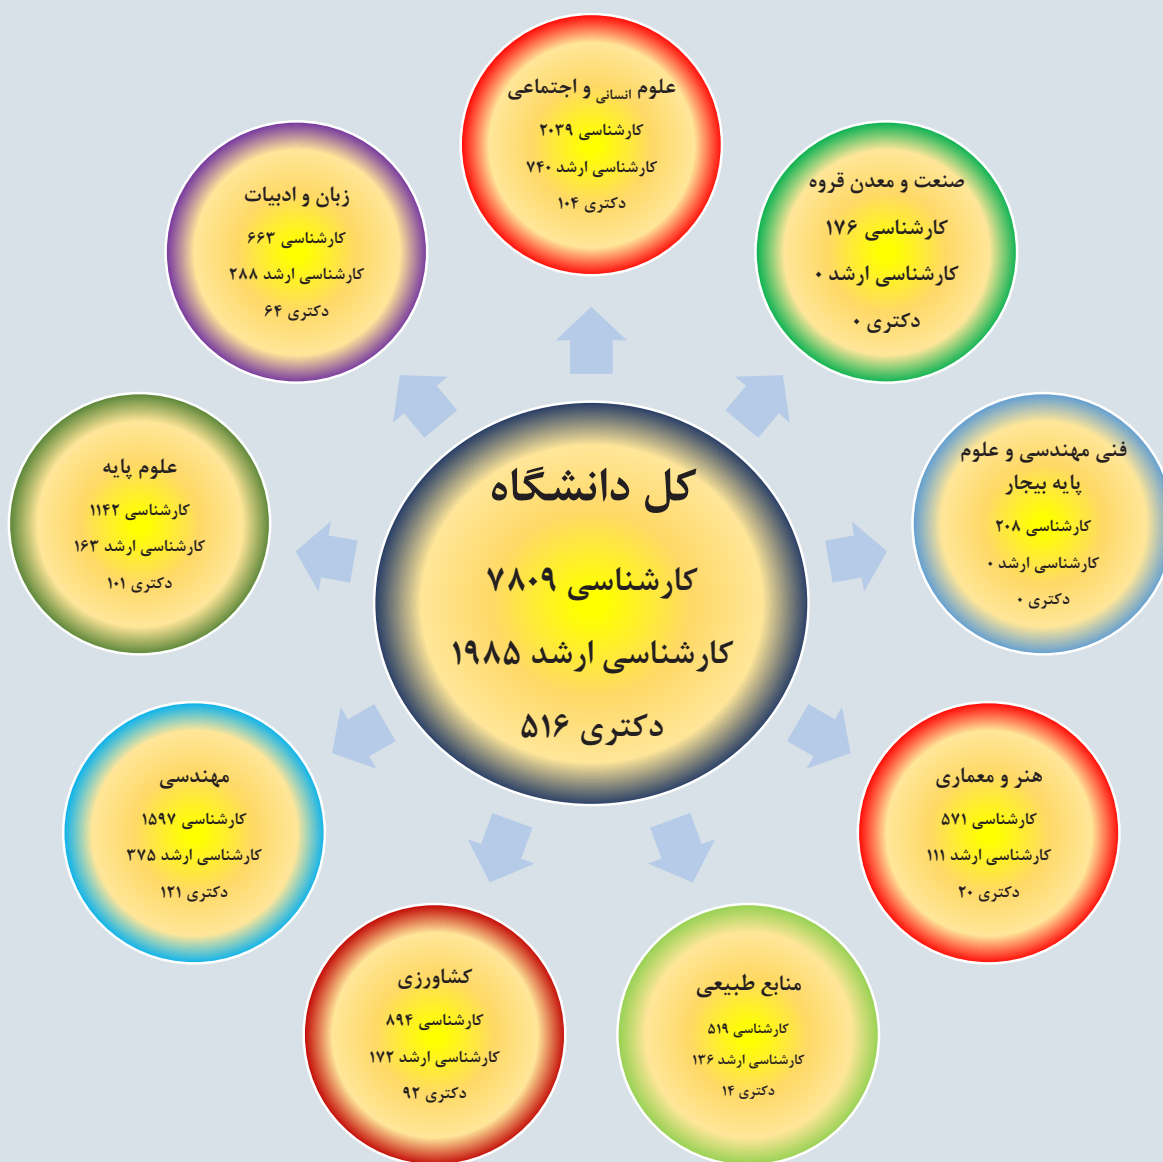 علوم انسانی و اجتماعی
کارشناسی ۲۰۳۹
کارشناسی ارشد ۷۴۰
دکتری ۱۰۴
صنعت و معدن قروه
کارشناسی ۱۷۶
کارشناسی ارشد ۰
دکتری ۰
فنی مهندسی و علوم
پایه بیجار
کارشناسی ۲۰۸
کارشناسی ارشد ۰
دکتری ۰
هنر و معماری
کارشناسی ۵۷۱
کارشناسی ارشد ۱۱۱
دکتری ۲۰
منابع طبیعی
کارشناسی ۵۱۹
کارشناسی ارشد ۱۳۶
دکتری ۱۴
کشاورزی
کارشناسی ۸۹۴
کارشناسی ارشد ۱۷۲
دکتری ۹۲
مهندسی
کارشناسی ۱۵۹۷
کارشناسی ارشد ۳۷۵
دکتری ۱۲۱
علوم پایه
کارشناسی ۱۱۴۲
کارشناسی ارشد ۱۶۳
دکتری ۱۰۱
زبان و ادبیات
کارشناسی ۶۶۳
کارشناسی ارشد ۲۸۸
دکتری ۶۴
کل دانشگاه
کارشناسی ۷۸۰۹
کارشناسی ارشد ۱۹۸۵
دکتری ۵۱۶